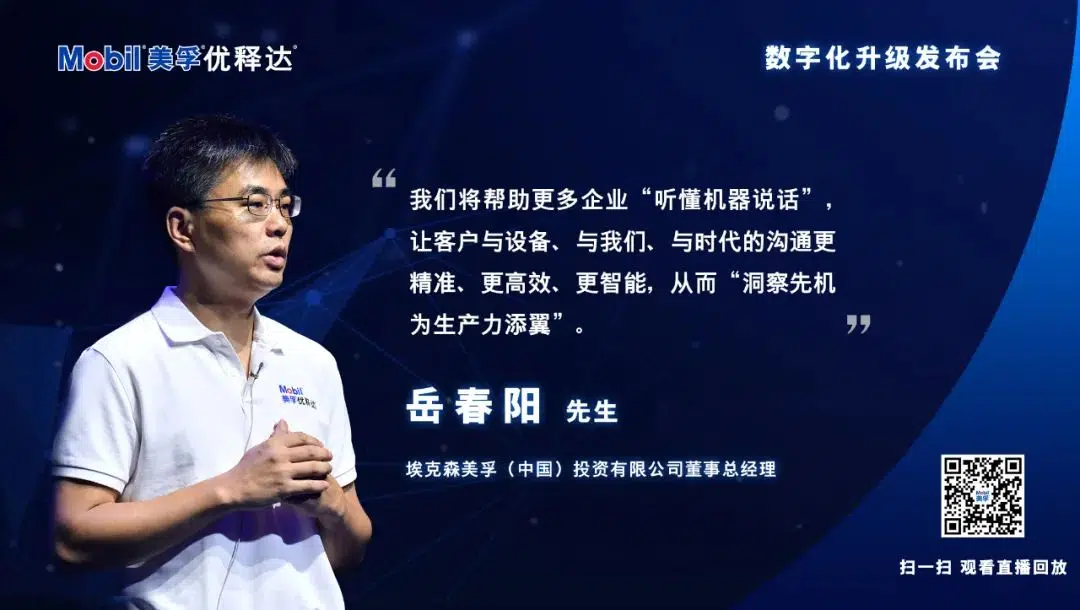 Mobil 美孚 优释达
数字化升级发布会
“
我们将帮助更多企业“听懂机器说话”，
让客户与设备、与我们、与时代的沟通更
精准、更高效、更智能，从而“洞察先机
为生产力添翼”。
”
Mobil
美孚优释达
岳春阳 先生
埃克森美孚（中国）投资有限公司董事总经理
Mobil
美孚
扫一扫 观看直播回放